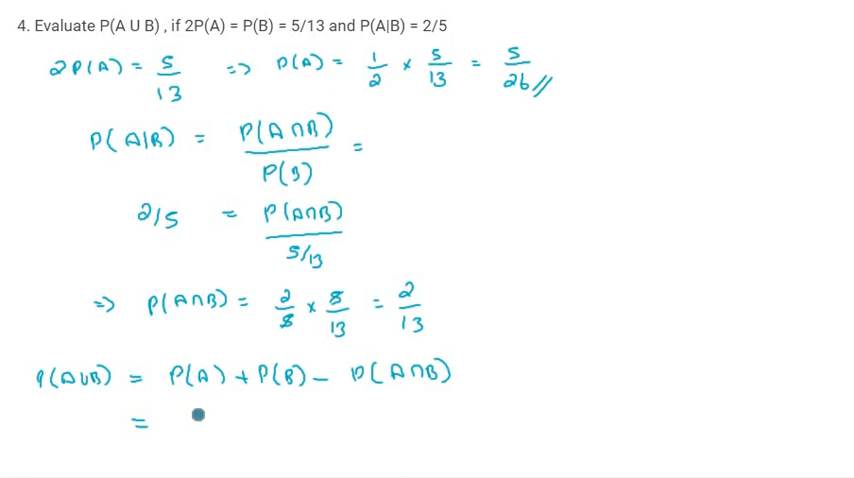 4. Evaluate P(A U B) , if 2P(A) = P(B) = 5/13 and P(A|B) = 2/5
2P(A) = 5/13 => P(A) = 1/2 × 5/13 = 5/26 //
P(A|B) = P(A∩B)/P(B) =
2/5 = P(A∩B)/5/13
=> P(A∩B) = 2/5 × 5/13 = 2/13
P(A∪B) = P(A) + P(B) - P(A∩B)
=